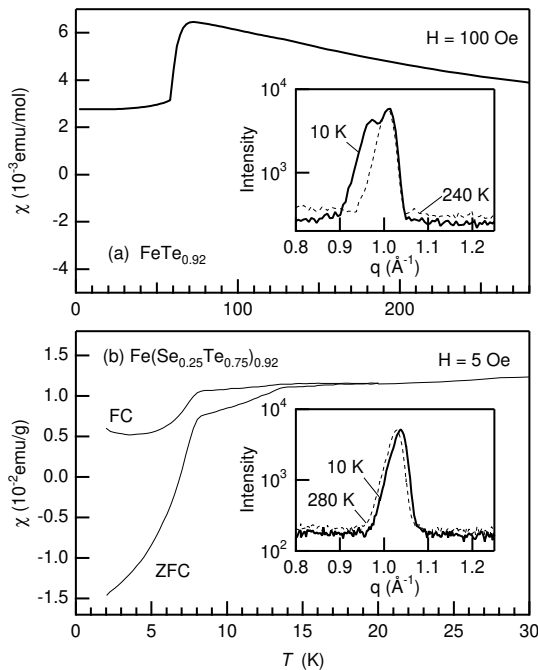 6
4
2
0
-2
-4
χ (10⁻³emu/mol)
H = 100 Oe
10⁴
10³
Intensity
10 K
240 K
0.8 0.9 1.0 1.1 1.2
q (Å⁻¹)
(a) FeTe₀.₉₂
0 100 200
1.5
1.0
0.5
0.0
-0.5
-1.0
-1.5
χ (10⁻²emu/g)
(b) Fe(Se₀.₂₅Te₀.₇₅)₀.₉₂
H = 5 Oe
FC
ZFC
10⁴
10³
10²
Intensity
10 K
280 K
0.8 0.9 1.0 1.1 1.2
q (Å⁻¹)
0 5 10 15 20 25 30
T (K)